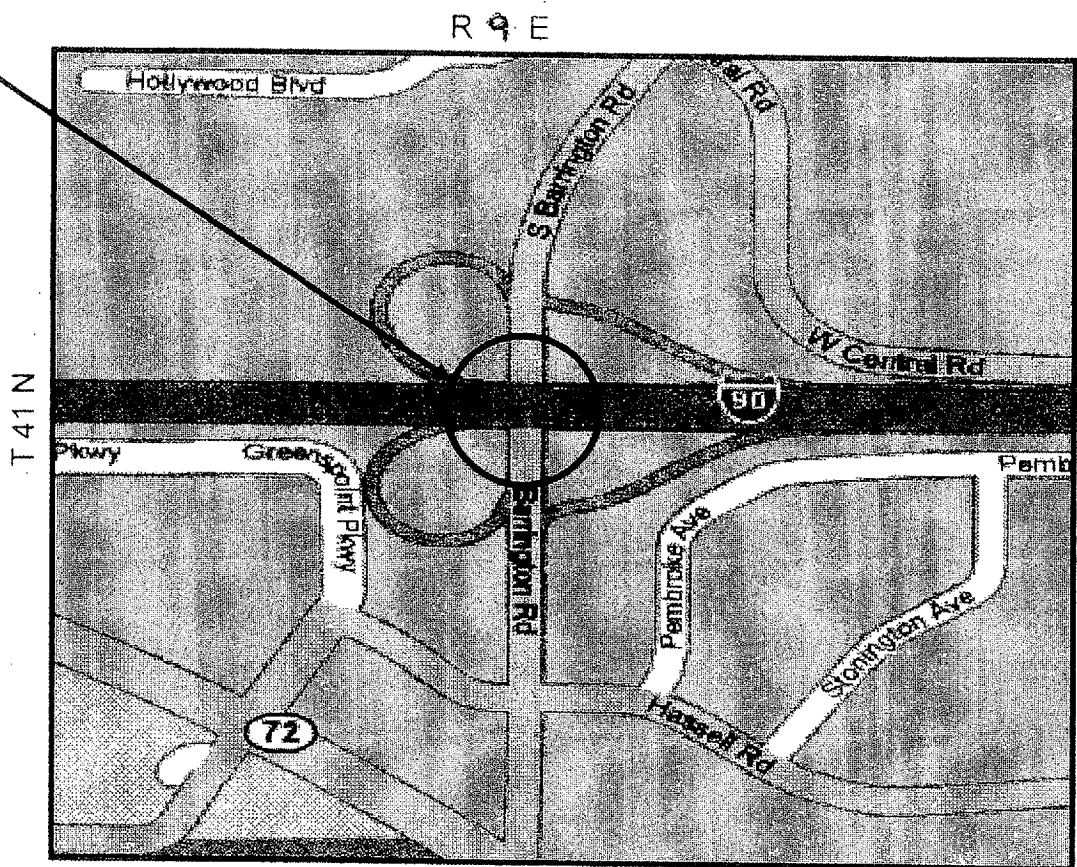 R 9 E
Hollywood Blvd
S Barrington Rd
Rd
W Central Rd
90
T 41 N
Pkwy
Greenspoint Pkwy
Pemb
Barrington Rd
Pembroke Ave
Stonington Ave
72
Hassell Rd